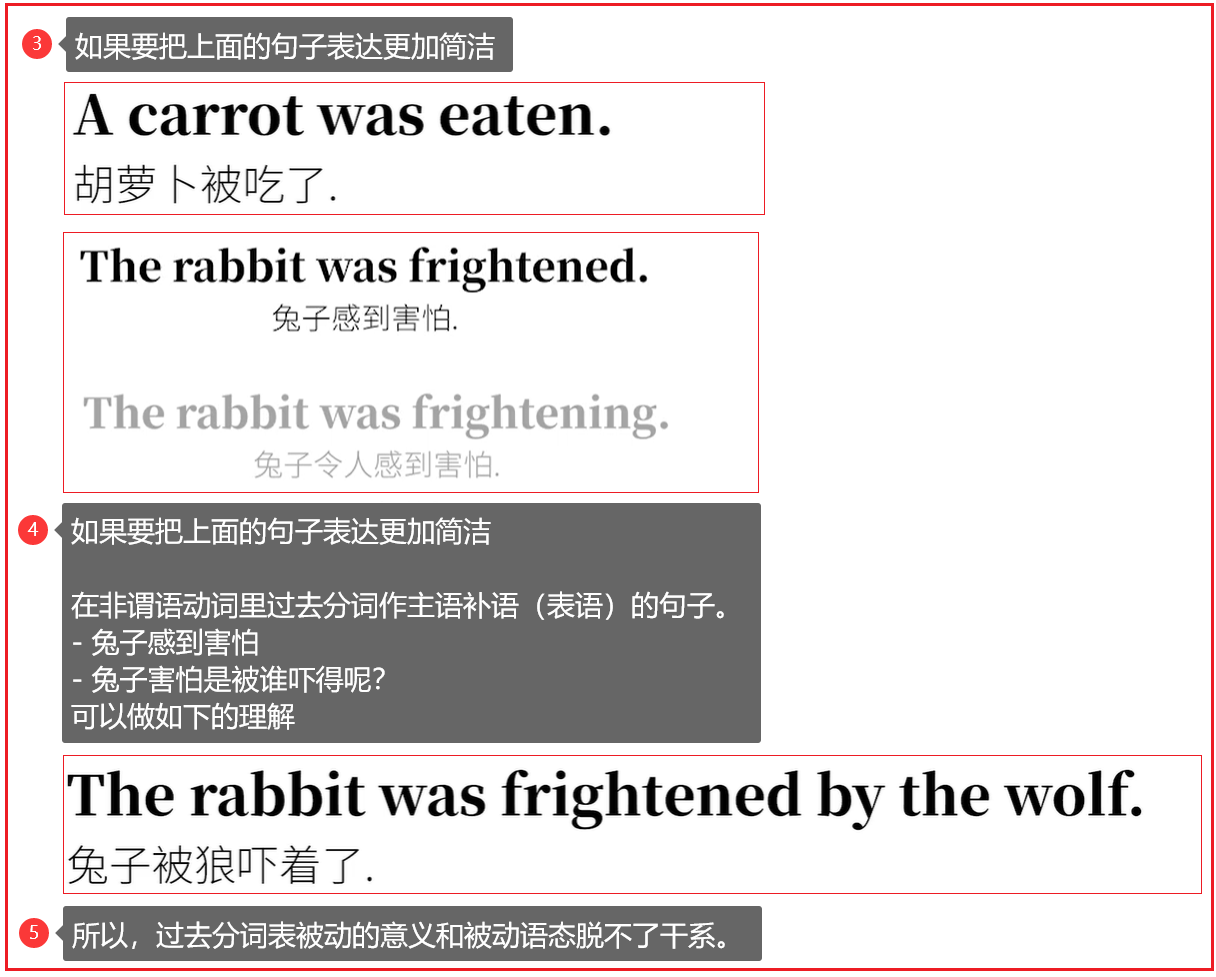 3 如果要把上面的句子表达更加简洁
A carrot was eaten.
胡萝卜被吃了.
The rabbit was frightened.
兔子感到害怕.
The rabbit was frightening.
兔子令人感到害怕.
4 如果要把上面的句子表达更加简洁
在非谓语动词里过去分词作主语补语（表语）的句子。
- 兔子感到害怕
- 兔子害怕是被谁吓得呢？
可以做如下的理解
The rabbit was frightened by the wolf.
兔子被狼吓着了.
5 所以，过去分词表被动的意义和被动语态脱不了干系。